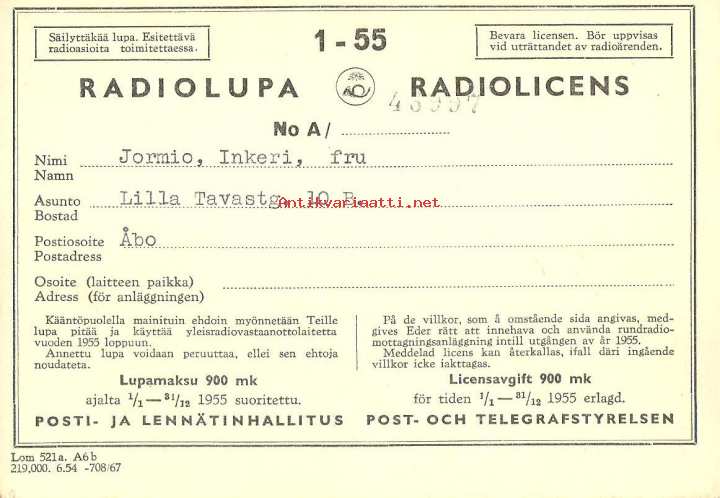 Säilyttäkää lupa. Esitettävä
radioasioita toimitettaessa.
1 - 55
Bevara licensen. Bör uppvisas
vid uträttandet av radioärenden.
RADIOLUPA RADIOLICENS
No A/
Nimi Jormio, Inkeri, fru
Namn
Asunto Lilla Tavastg. 10 B.
Bostad
Antikvariaatti.net
Postiosoite Åbo
Postadress
Osoite (laitteen paikka)
Adress (för anläggningen)
Kääntöpuolella mainituin ehdoin myönnetään Teille
lupa pitää ja käyttää yleisradiovastaanottolaitetta
vuoden 1955 loppuun.
Annettu lupa voidaan peruuttaa, ellei sen ehtoja
noudateta.
Lupamaksu 900 mk
ajalta 1/1—31/12 1955 suoritettu.
POSTI- JA LENNÄTINHALLITUS
På de villkor, som å omstående sida angivas, med-
gives Eder rätt att innehava och använda rundradio-
mottagningsanläggning intill utgången av år 1955.
Meddelad licens kan återkallas, ifall däri ingående
villkor icke iakttagas.
Licensavgift 900 mk
för tiden 1/1—31/12 1955 erlagd.
POST- OCH TELEGRAFSTYRELSEN
Lom 521a. A6b
219,000. 6.54 -708/67